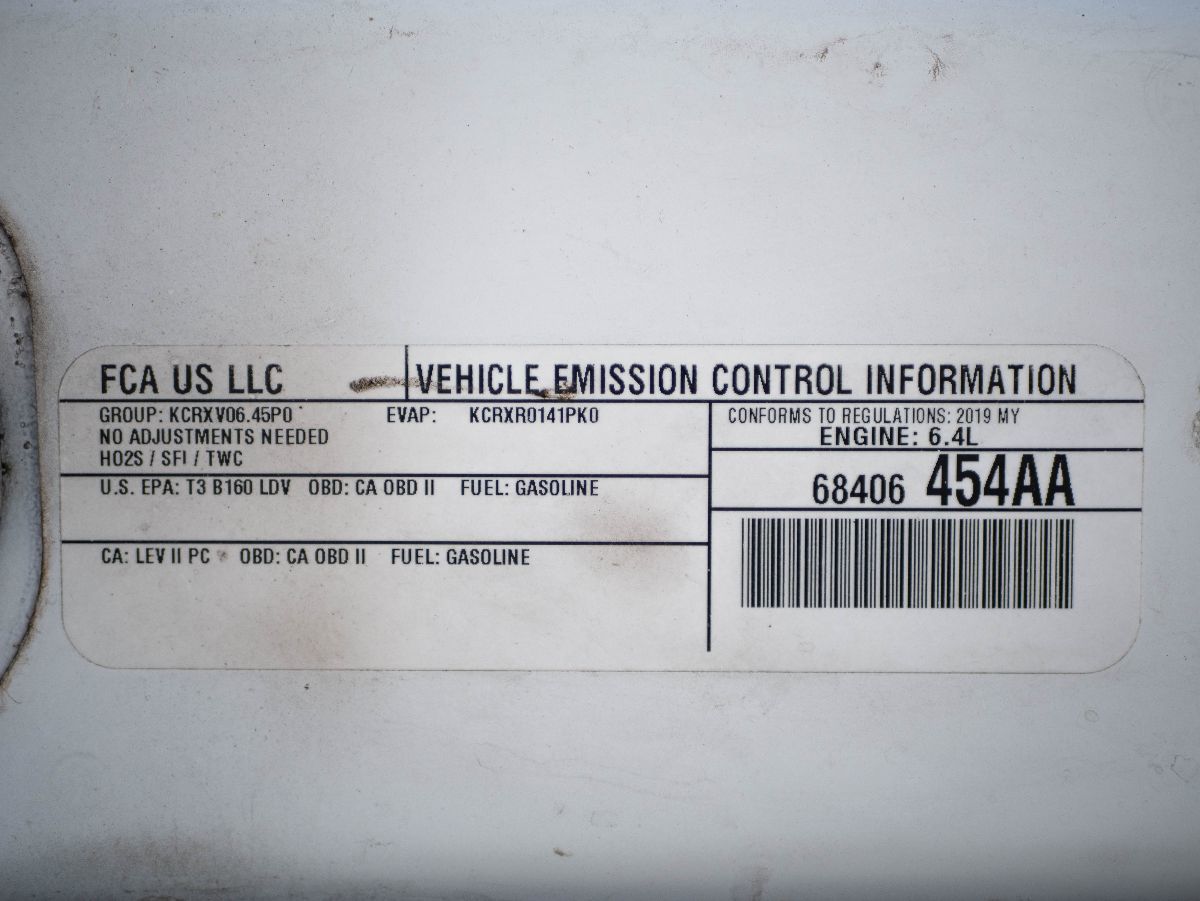 FCA US LLC VEHICLE EMISSION CONTROL INFORMATION
GROUP: KCRXV06.45P0 EVAP: KCRXR0141PK0
NO ADJUSTMENTS NEEDED
HO2S / SFI / TWC
U.S. EPA: T3 B160 LDV OBD: CA OBD II FUEL: GASOLINE
CA: LEV II PC OBD: CA OBD II FUEL: GASOLINE
CONFORMS TO REGULATIONS: 2019 MY
ENGINE: 6.4L
68406 454AA